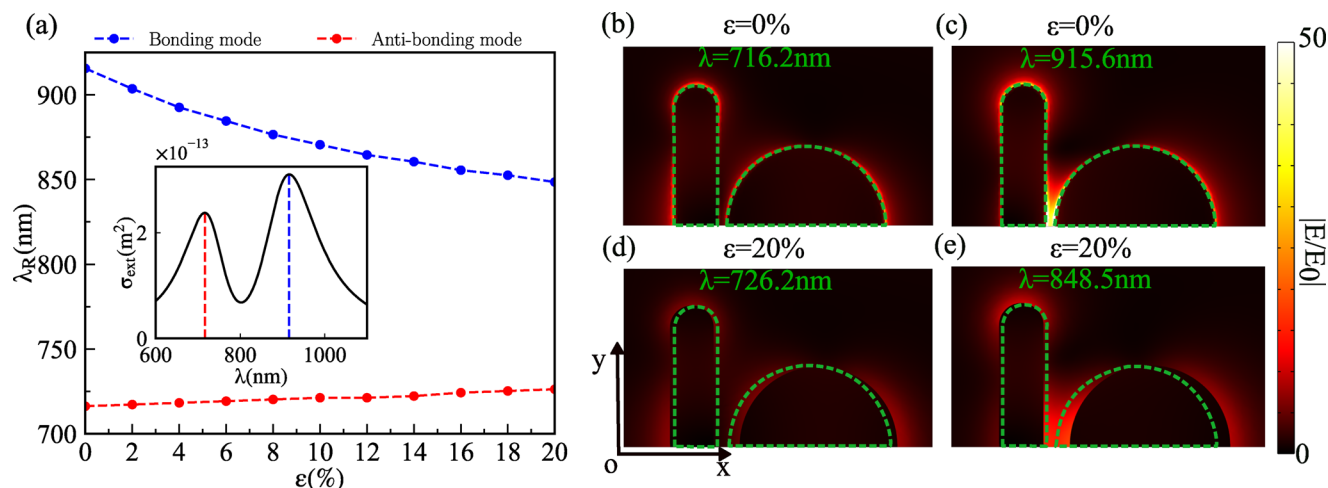 (a)
Bonding mode
Anti-bonding mode
λR(nm)
900
850
800
775
750
725
700
0 2 4 6 8 10 12 14 16 18 20
ε(%)
×10⁻¹³
σext(m²)
2
0
600 800 1000
λ(nm)
(b) ε=0%
λ=716.2nm
(c) ε=0%
λ=915.6nm
(d) ε=20%
λ=726.2nm
y
o x
(e) ε=20%
λ=848.5nm
50
|E/E0|
0